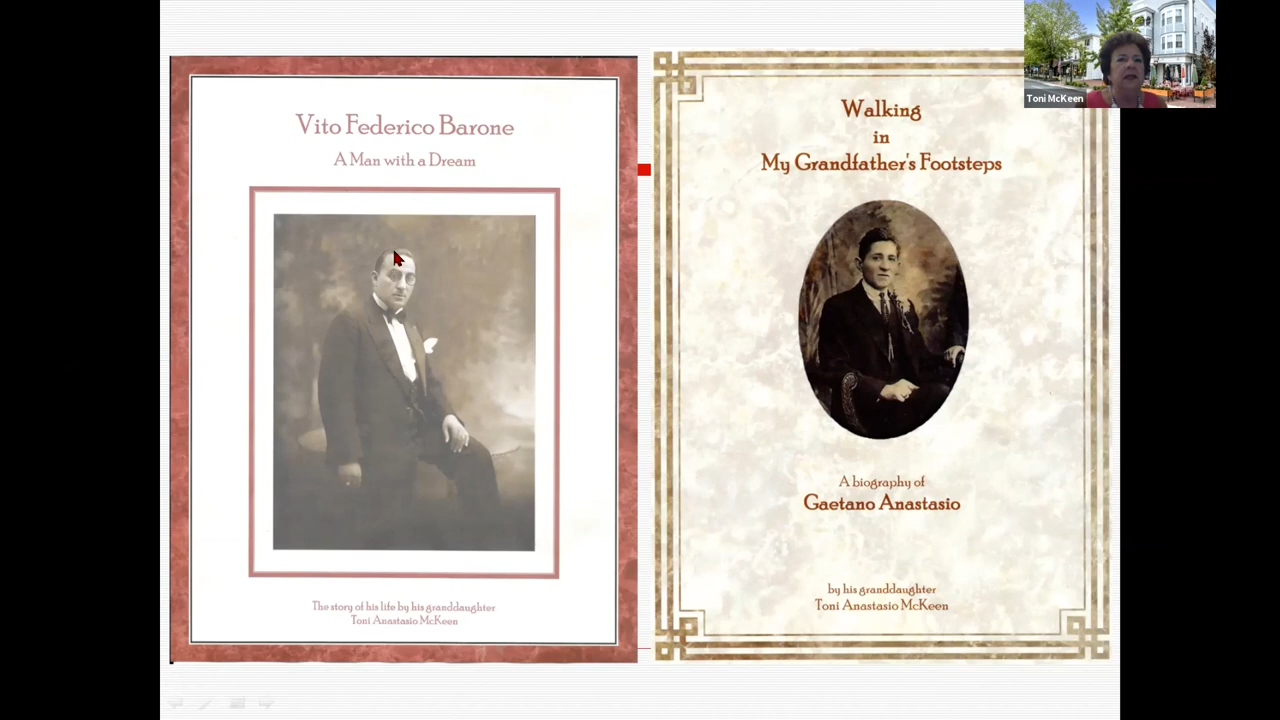 Vito Federico Barone
A Man with a Dream
The story of his life by his granddaughter
Toni Anastasio McKeen
Walking
in
My Grandfather's Footsteps
A biography of
Gaetano Anastasio
by his granddaughter
Toni Anastasio McKeen
Toni McKeen